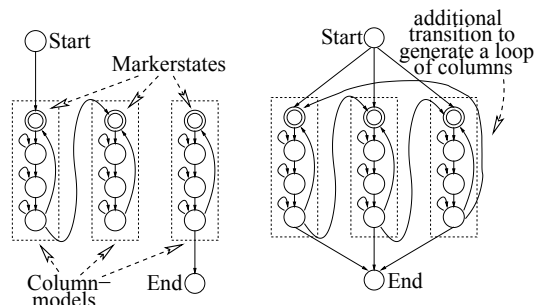 Start
Markerstates
Column–
models
End
additional
transition to
generate a loop
of columns
Start
End